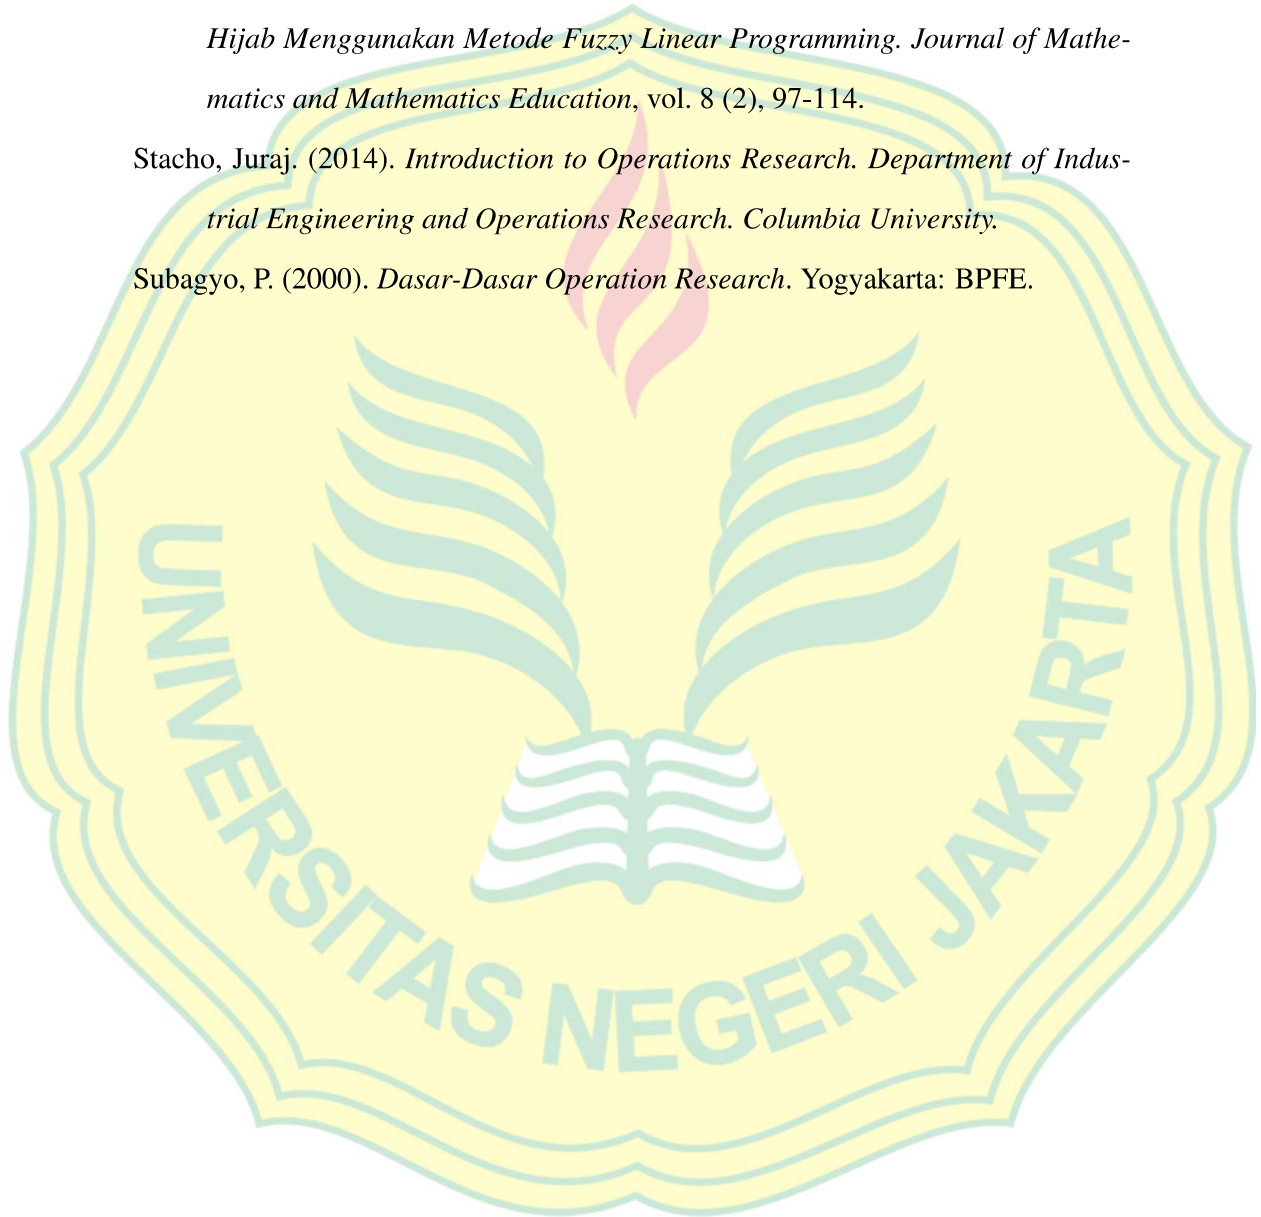 Hijab Menggunakan Metode Fuzzy Linear Programming. Journal of Mathe-
matics and Mathematics Education, vol. 8 (2), 97-114.
Stacho, Juraj. (2014). Introduction to Operations Research. Department of Indus-
trial Engineering and Operations Research. Columbia University.
Subagyo, P. (2000). Dasar-Dasar Operation Research. Yogyakarta: BPFE.
UNIVERSITAS NEGERI JAKARTA